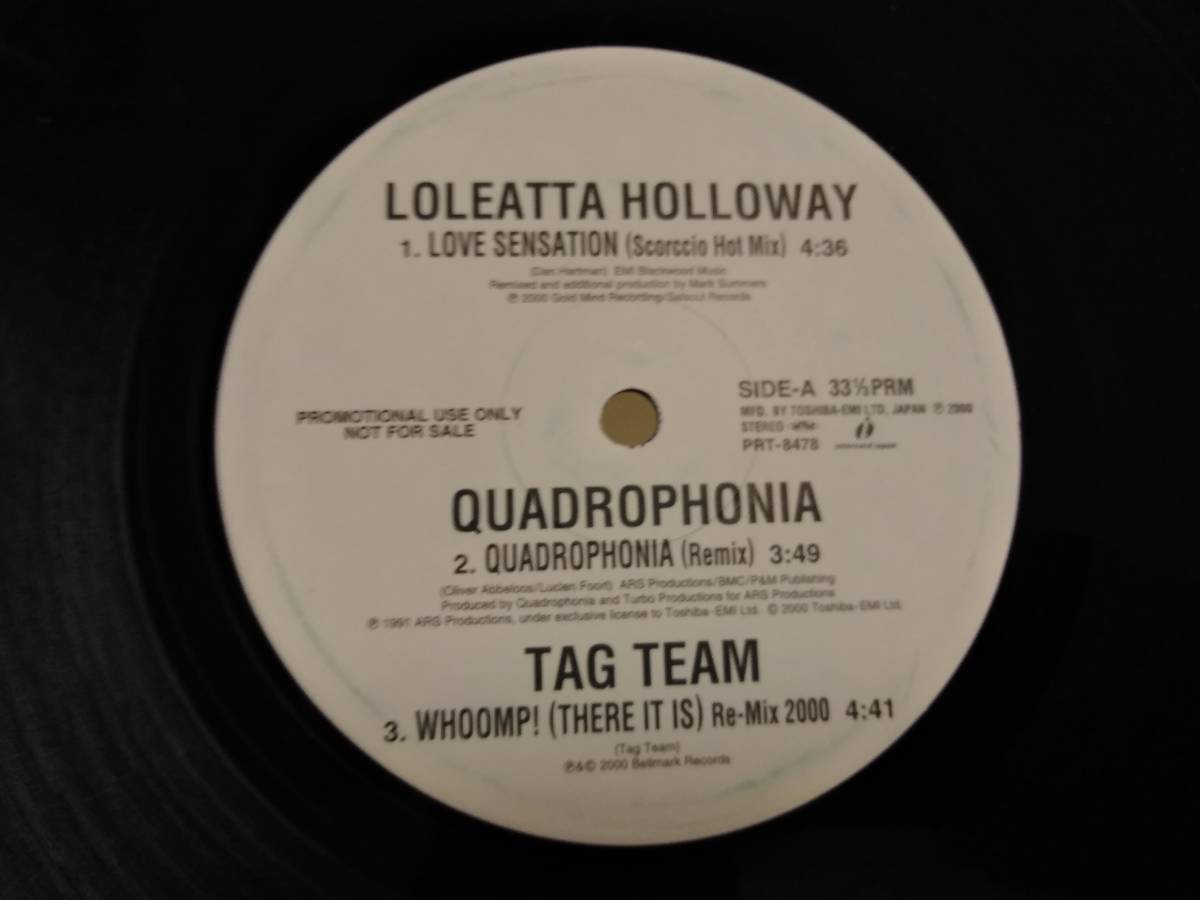 LOLEATTA HOLLOWAY
1. LOVE SENSATION (Scorccio Hot Mix) 4:36
(Dan Hartman) EMI Blackwood Music
Remixed and additional production by Mark Summers
℗ 2000 Gold Mind Recording/Salsoul Records
SIDE-A 33⅓PRM
MFD. BY TOSHIBA-EMI LTD. JAPAN ℗ 2000
STEREO
PRT-8478
PROMOTIONAL USE ONLY
NOT FOR SALE
QUADROPHONIA
2. QUADROPHONIA (Remix) 3:49
(Oliver Abbeloos/Lucien Foort) ARS Productions/BMC/P&M Publishing
Produced by Quadrophonia and Turbo Productions for ARS Productions
℗ 1991 ARS Productions, under exclusive license to Toshiba-EMI Ltd. © 2000 Toshiba-EMI Ltd.
TAG TEAM
3. WHOOMP! (THERE IT IS) Re-Mix 2000 4:41
(Tag Team)
℗&© 2000 Bellmark Records